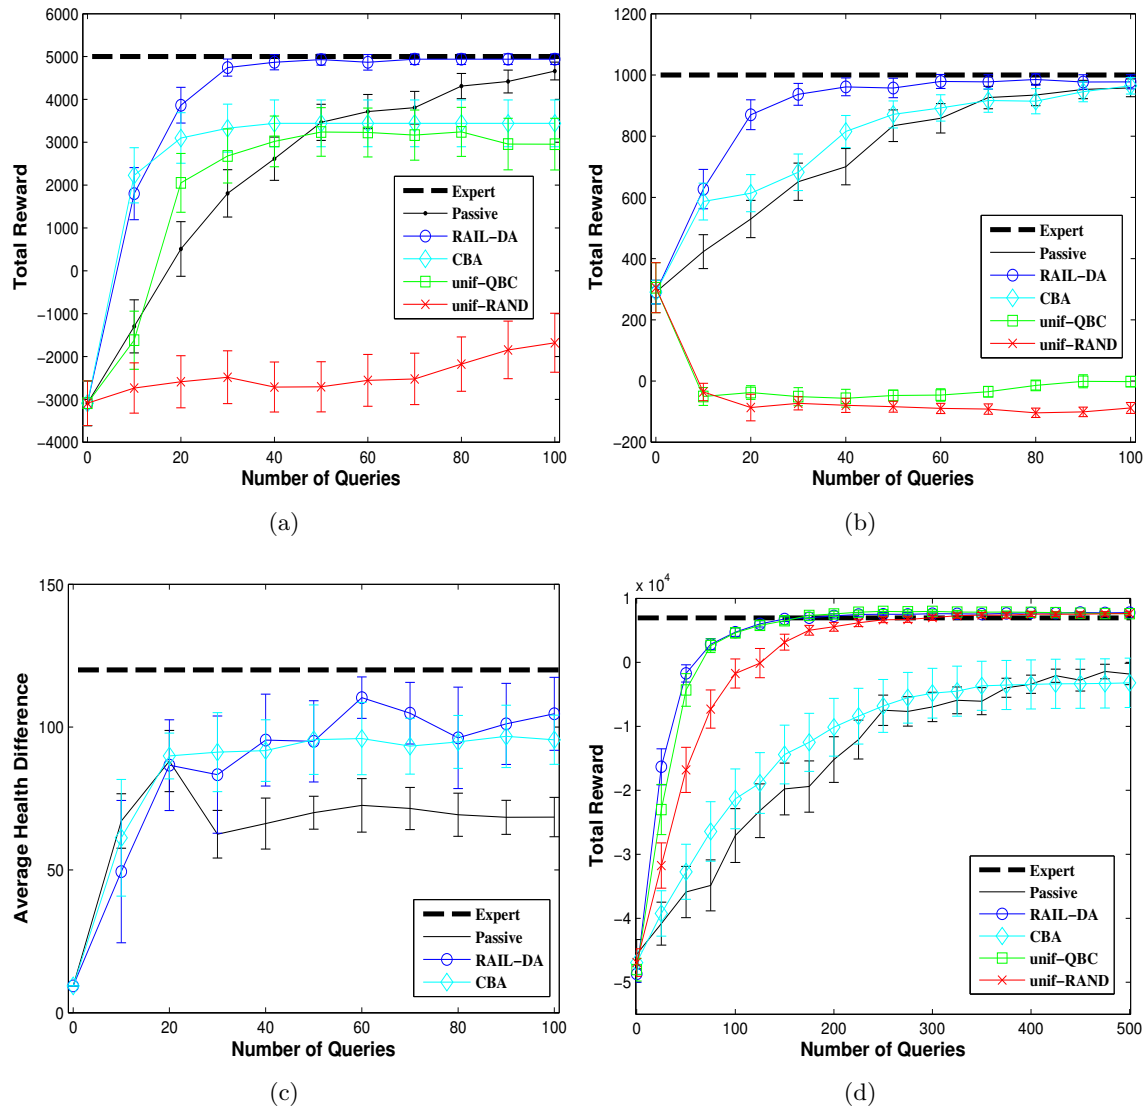 6000
5000
4000
3000
2000
1000
0
−1000
−2000
−3000
−4000
0 20 40 60 80 100
Total Reward
Number of Queries
Expert
Passive
RAIL−DA
CBA
unif−QBC
unif−RAND
(a)
1200
1000
800
600
400
200
0
−200
0 20 40 60 80 100
Total Reward
Number of Queries
Expert
Passive
RAIL−DA
CBA
unif−QBC
unif−RAND
(b)
150
100
50
0
0 20 40 60 80 100
Average Health Difference
Number of Queries
Expert
Passive
RAIL−DA
CBA
(c)
x 10⁴
1
0
−1
−2
−3
−4
−5
0 100 200 300 400 500
Total Reward
Number of Queries
Expert
Passive
RAIL−DA
CBA
unif−QBC
unif−RAND
(d)